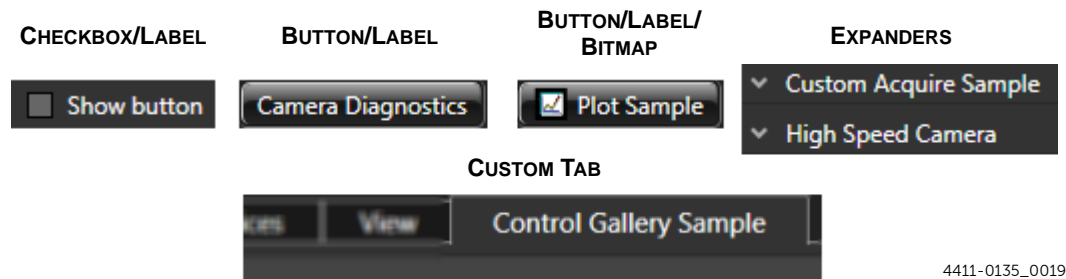 CHECKBOX/LABEL
BUTTON/LABEL
BUTTON/LABEL/
BITMAP
EXPANDERS
Show button
Camera Diagnostics
Plot Sample
Custom Acquire Sample
High Speed Camera
CUSTOM TAB
View
Control Gallery Sample
4411-0135_0019